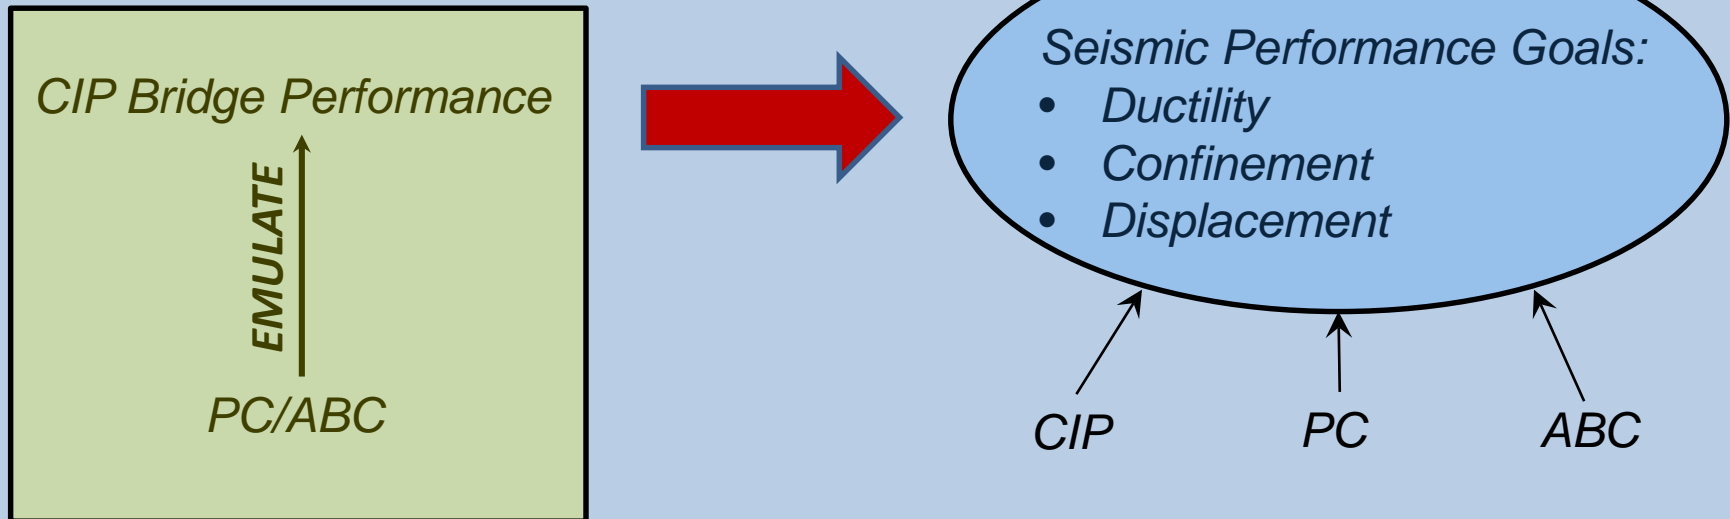 CIP Bridge Performance
EMULATE
PC/ABC
Seismic Performance Goals:
• Ductility
• Confinement
• Displacement
CIP
PC
ABC